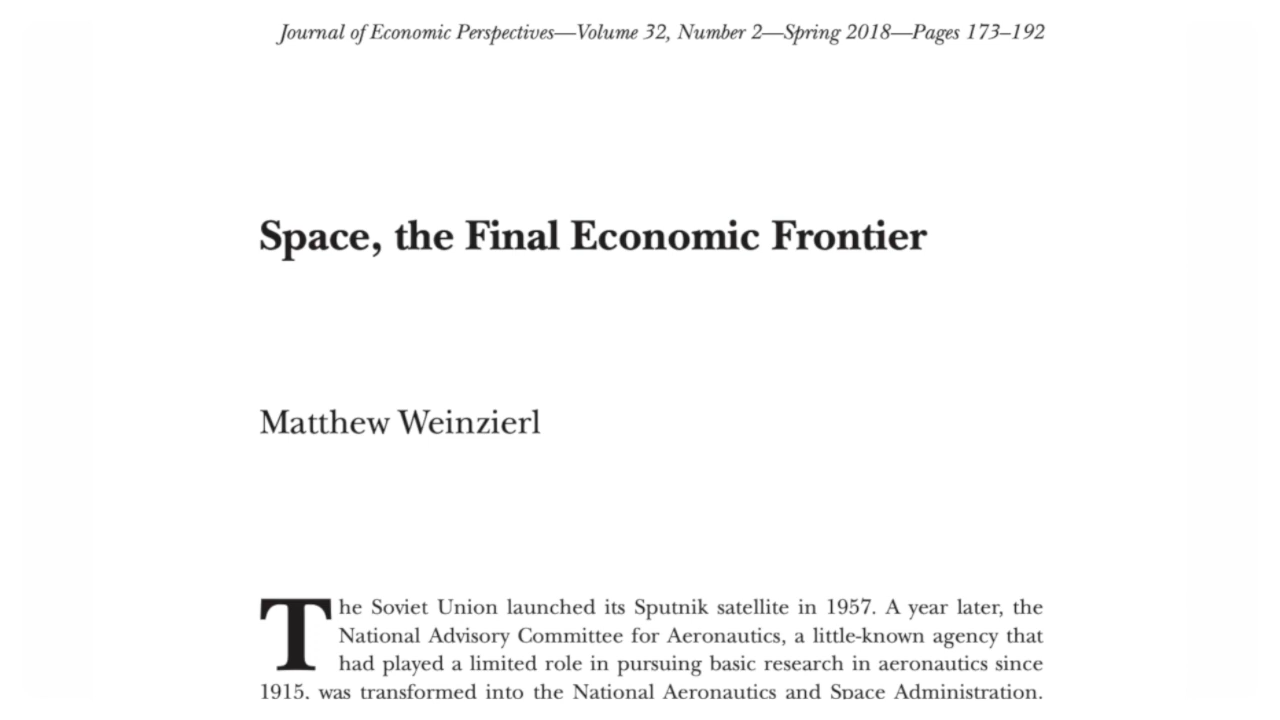 Journal of Economic Perspectives—Volume 32, Number 2—Spring 2018—Pages 173–192
Space, the Final Economic Frontier
Matthew Weinzierl
The Soviet Union launched its Sputnik satellite in 1957. A year later, the
National Advisory Committee for Aeronautics, a little-known agency that
had played a limited role in pursuing basic research in aeronautics since
1915, was transformed into the National Aeronautics and Space Administration.